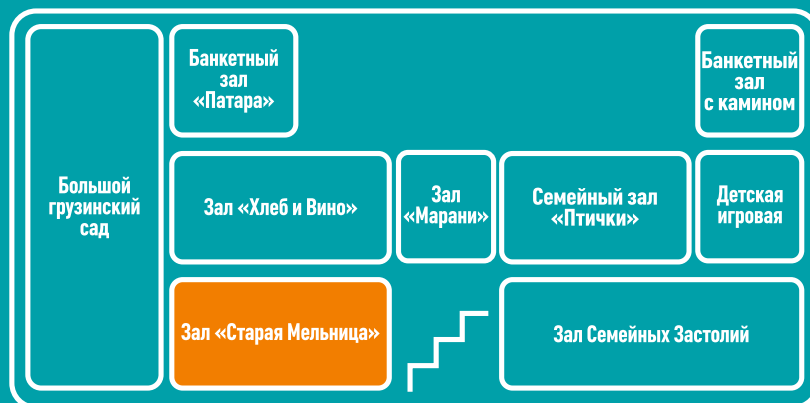 Большой
грузинский
сад
Банкетный
зал
«Патара»
Банкетный
зал
с камином
Зал «Хлеб и Вино»
Зал
«Марани»
Семейный зал
«Птички»
Детская
игровая
Зал «Старая Мельница»
Зал Семейных Застолий